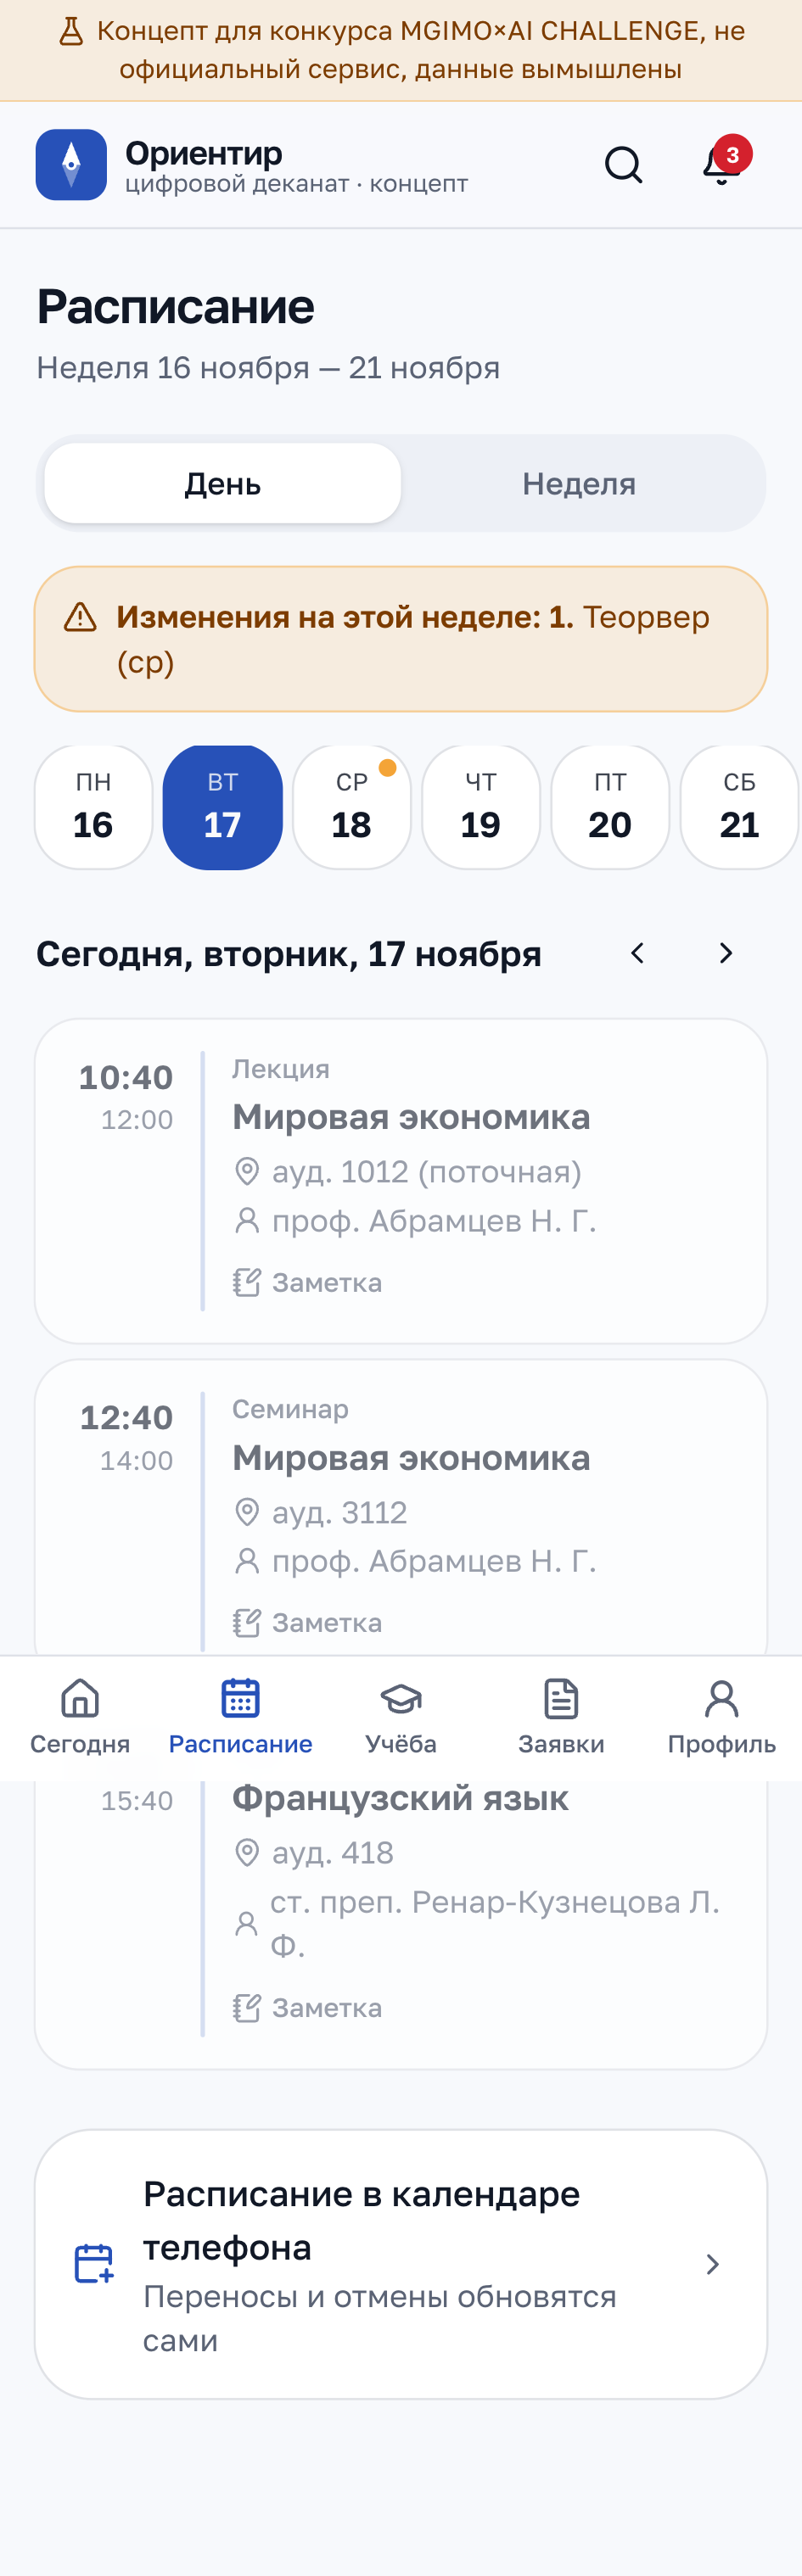 Концепт для конкурса MGIMO×AI CHALLENGE, не
официальный сервис, данные вымышлены
Ориентир
цифровой деканат · концепт
3
Расписание
Неделя 16 ноября — 21 ноября
День
Неделя
Изменения на этой неделе: 1. Теорвер
(ср)
ПН
16
ВТ
17
СР
18
ЧТ
19
ПТ
20
СБ
21
Сегодня, вторник, 17 ноября
10:40
12:00
Лекция
Мировая экономика
ауд. 1012 (поточная)
проф. Абрамцев Н. Г.
Заметка
12:40
14:00
Семинар
Мировая экономика
ауд. 3112
проф. Абрамцев Н. Г.
Заметка
Сегодня
Расписание
Учёба
Заявки
Профиль
15:40
Французский язык
ауд. 418
ст. преп. Ренар-Кузнецова Л.
Ф.
Заметка
Расписание в календаре
телефона
Переносы и отмены обновятся
сами